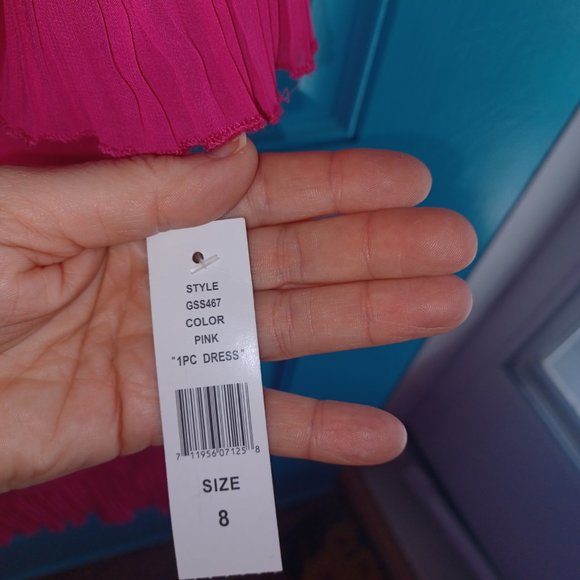 STYLE
GSS467
COLOR
PINK
"1PC DRESS"
7 11956 07125 8
SIZE
8